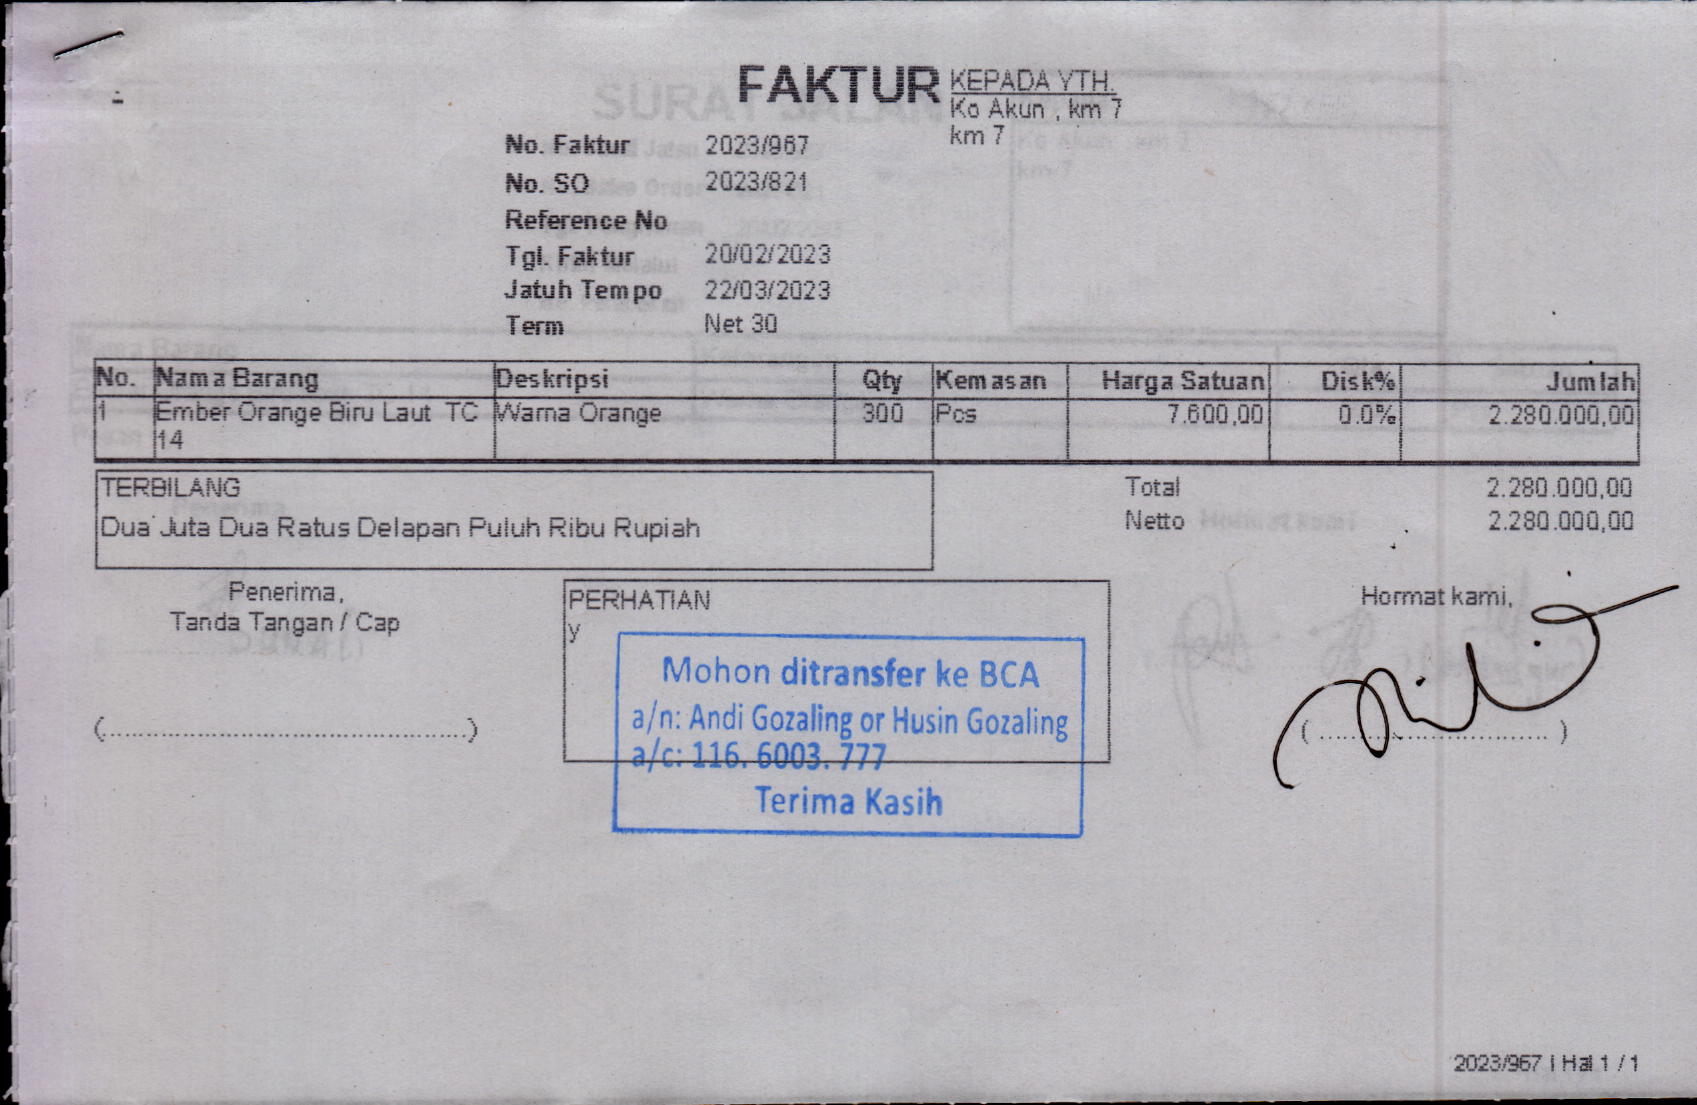 FAKTUR
KEPADA YTH.
Ko Akun , km 7
km 7
No. Faktur 2023/967
No. SO 2023/821
Reference No
Tgl. Faktur 20/02/2023
Jatuh Tempo 22/03/2023
Term Net 30
No. Nama Barang Deskripsi Qty Kemasan Harga Satuan Disk% Jumlah
1 Ember Orange Biru Laut TC Warna Orange 300 Pcs 7.600,00 0.0% 2.280.000,00
14
TERBILANG
Dua Juta Dua Ratus Delapan Puluh Ribu Rupiah
Total 2.280.000,00
Netto 2.280.000,00
Penerima,
Tanda Tangan / Cap
(..............................................)
PERHATIAN
y
Mohon ditransfer ke BCA
a/n: Andi Gozaling or Husin Gozaling
a/c: 116. 6003. 777
Terima Kasih
Hormat kami,
(..............................)
2023/967 | Hal 1 / 1